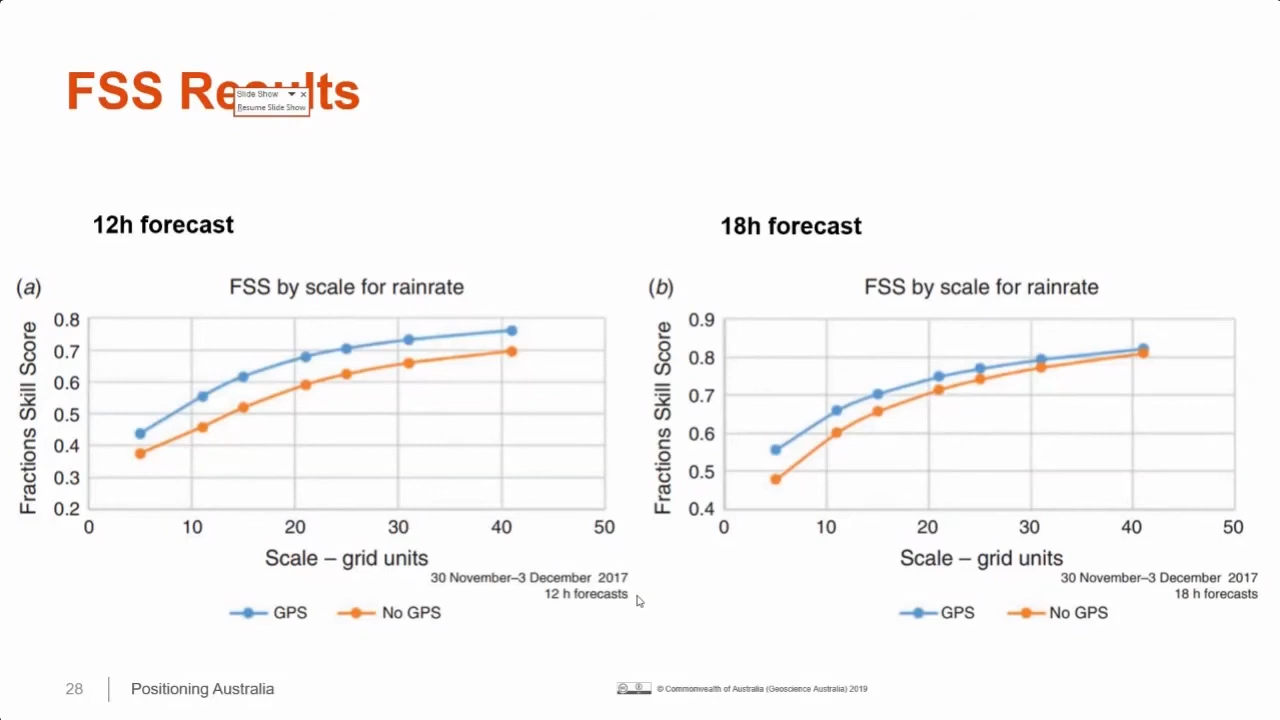 FSS Results
Slide Show
Resume Slide Show
12h forecast
18h forecast
(a)
FSS by scale for rainrate
Fractions Skill Score
0.8
0.7
0.6
0.5
0.4
0.3
0.2
0 10 20 30 40 50
Scale – grid units
30 November–3 December 2017
12 h forecasts
GPS No GPS
(b)
FSS by scale for rainrate
Fractions Skill Score
0.9
0.8
0.7
0.6
0.5
0.4
0 10 20 30 40 50
Scale – grid units
30 November–3 December 2017
18 h forecasts
GPS No GPS
28 Positioning Australia
© Commonwealth of Australia (Geoscience Australia) 2019